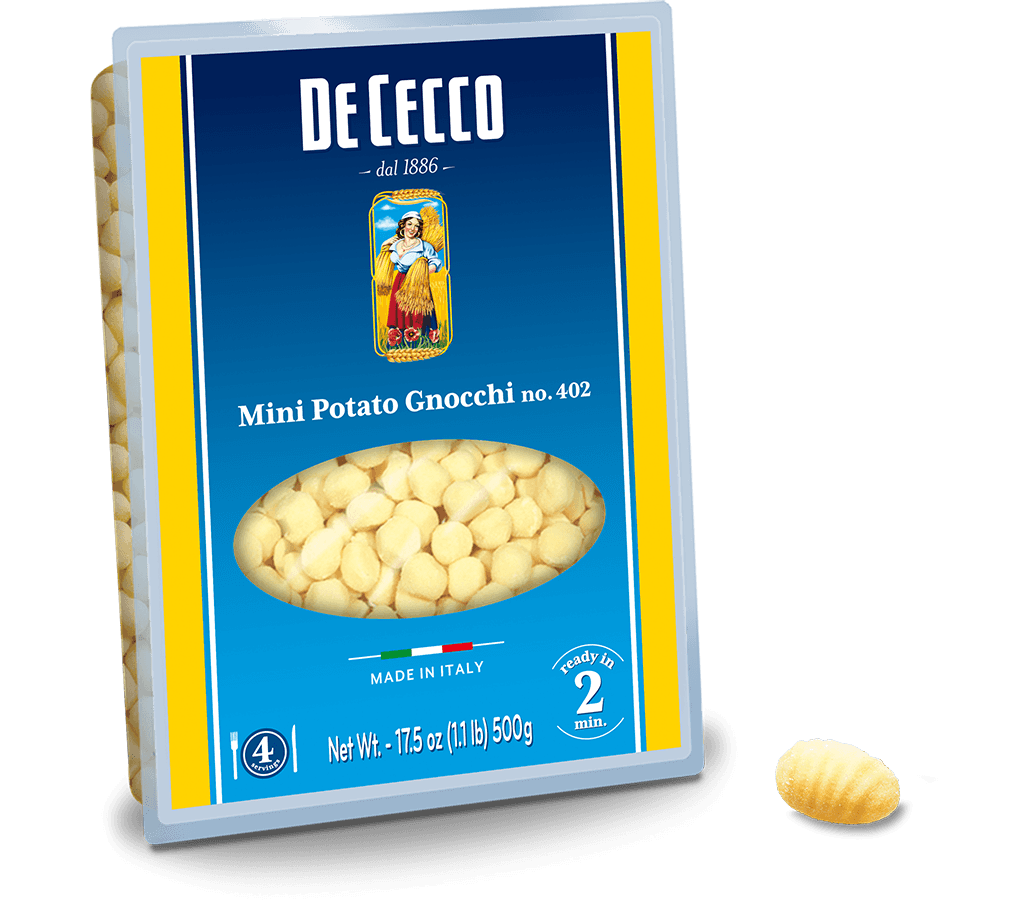 DE CECCO
– dal 1886 –
Mini Potato Gnocchi no. 402
MADE IN ITALY
ready in
2
min.
4
servings
Net Wt. - 17.5 oz (1.1 lb) 500g